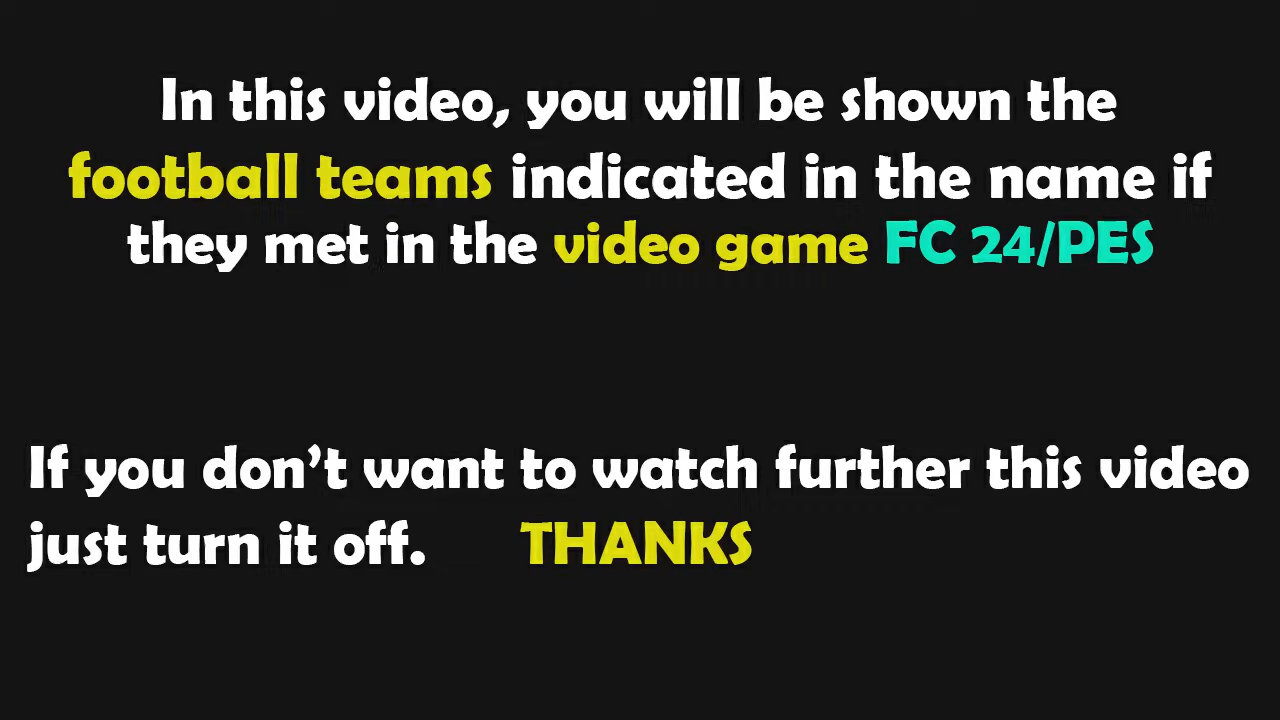 In this video, you will be shown the
football teams indicated in the name if
they met in the video game FC 24/PES
If you don’t want to watch further this video
just turn it off. THANKS